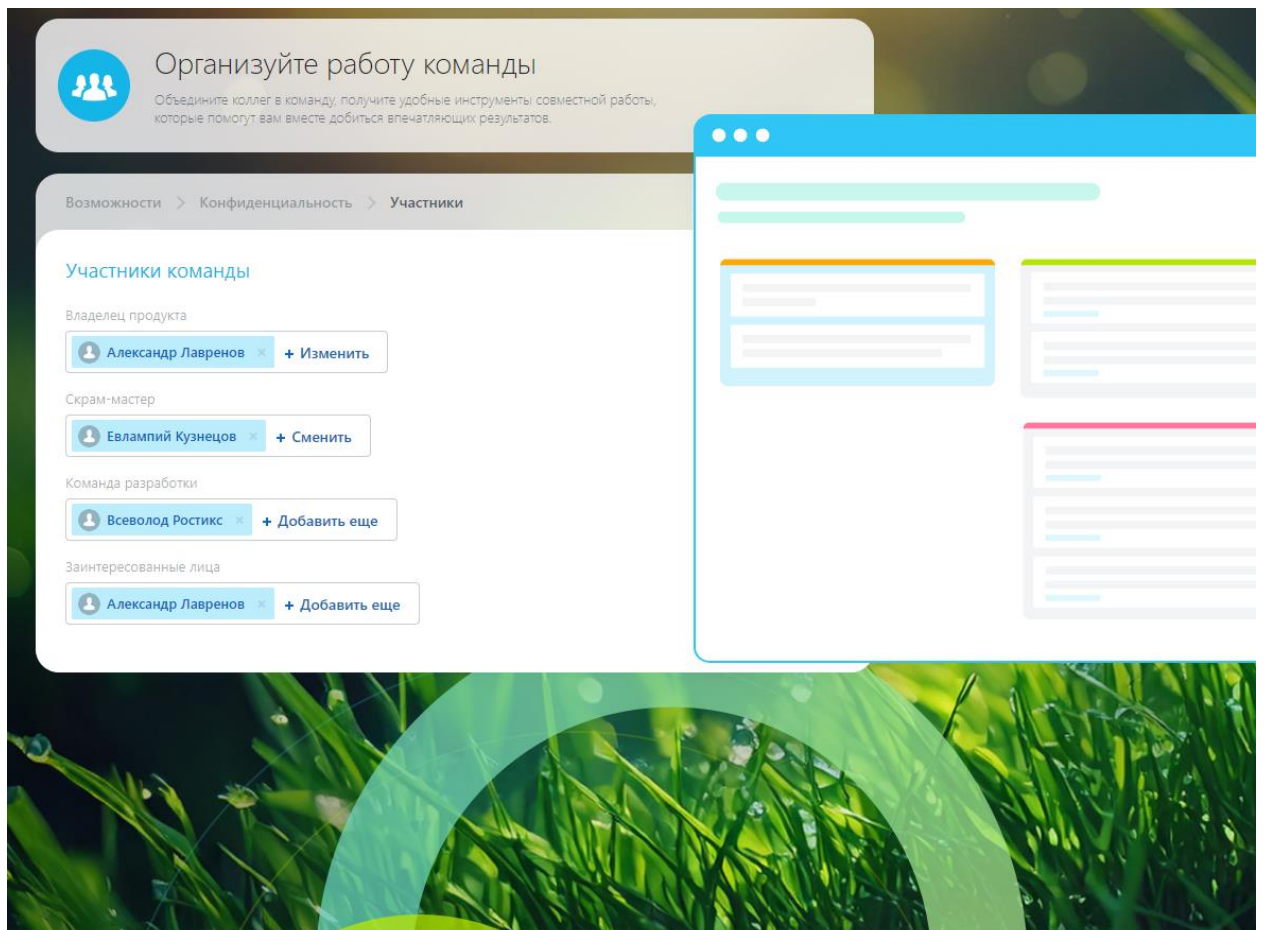 Организуйте работу команды
Объедините коллег в команду, получите удобные инструменты совместной работы,
которые помогут вам вместе добиться впечатляющих результатов.
Возможности > Конфиденциальность > Участники
Участники команды
Владелец продукта
Александр Лавренов × + Изменить
Скрам-мастер
Евлампий Кузнецов × + Сменить
Команда разработки
Всеволод Ростикс × + Добавить еще
Заинтересованные лица
Александр Лавренов × + Добавить еще